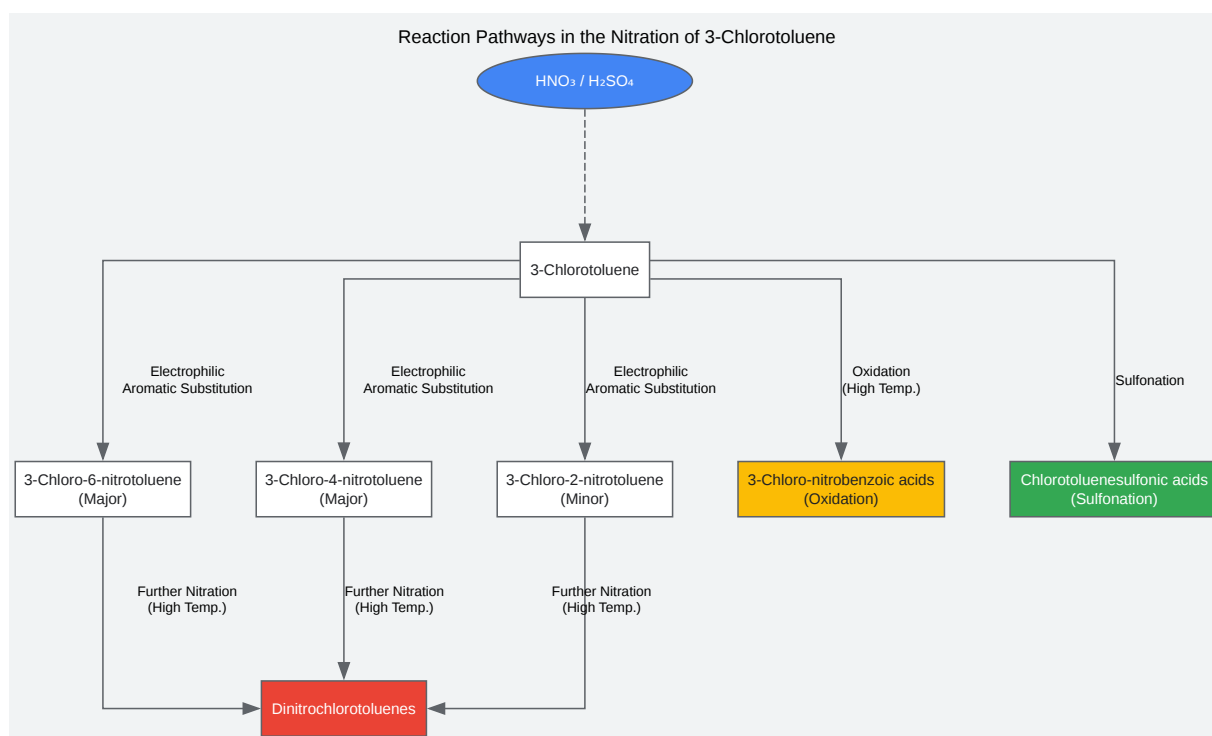 Reaction Pathways in the Nitration of 3-Chlorotoluene
HNO₃ / H₂SO₄
3-Chlorotoluene
Electrophilic
Aromatic Substitution
Electrophilic
Aromatic Substitution
Electrophilic
Aromatic Substitution
Oxidation
(High Temp.)
Sulfonation
3-Chloro-6-nitrotoluene
(Major)
3-Chloro-4-nitrotoluene
(Major)
3-Chloro-2-nitrotoluene
(Minor)
3-Chloro-nitrobenzoic acids
(Oxidation)
Chlorotoluenesulfonic acids
(Sulfonation)
Further Nitration
(High Temp.)
Further Nitration
(High Temp.)
Further Nitration
(High Temp.)
Dinitrochlorotoluenes